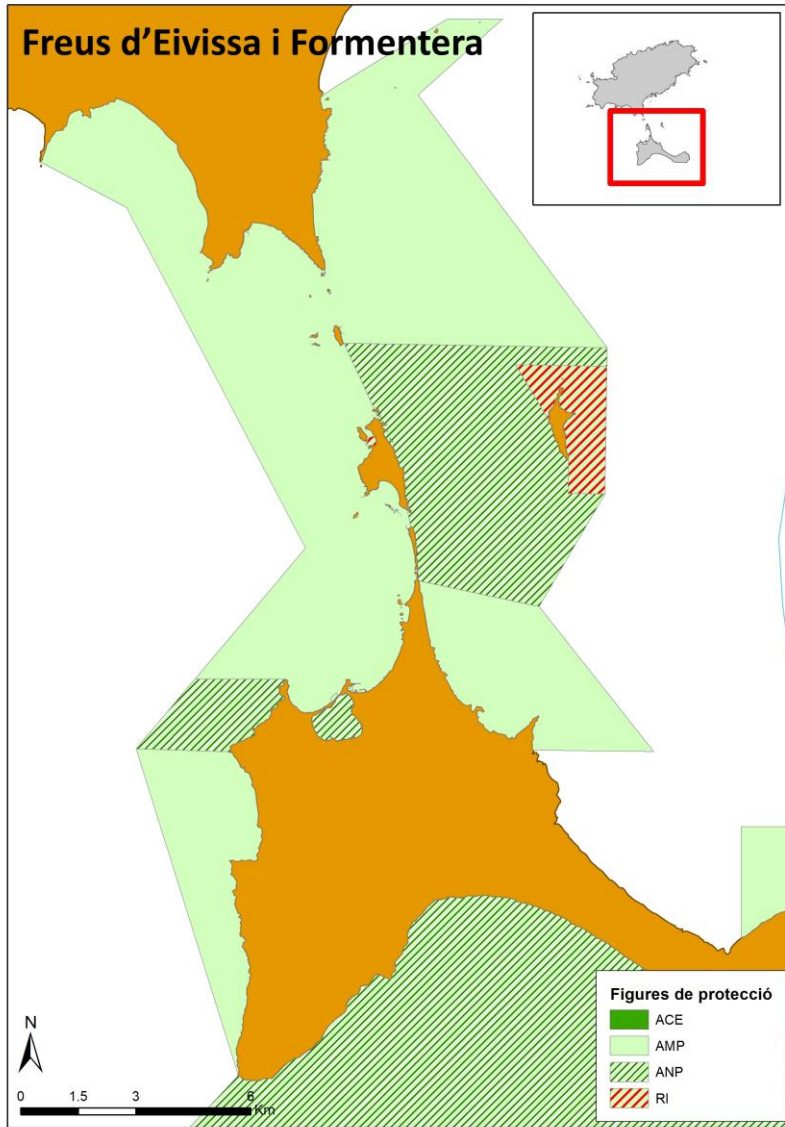 Freus d'Eivissa i Formentera
Figures de protecció
ACE
AMP
ANP
RI
N
0 1.5 3 6
Km